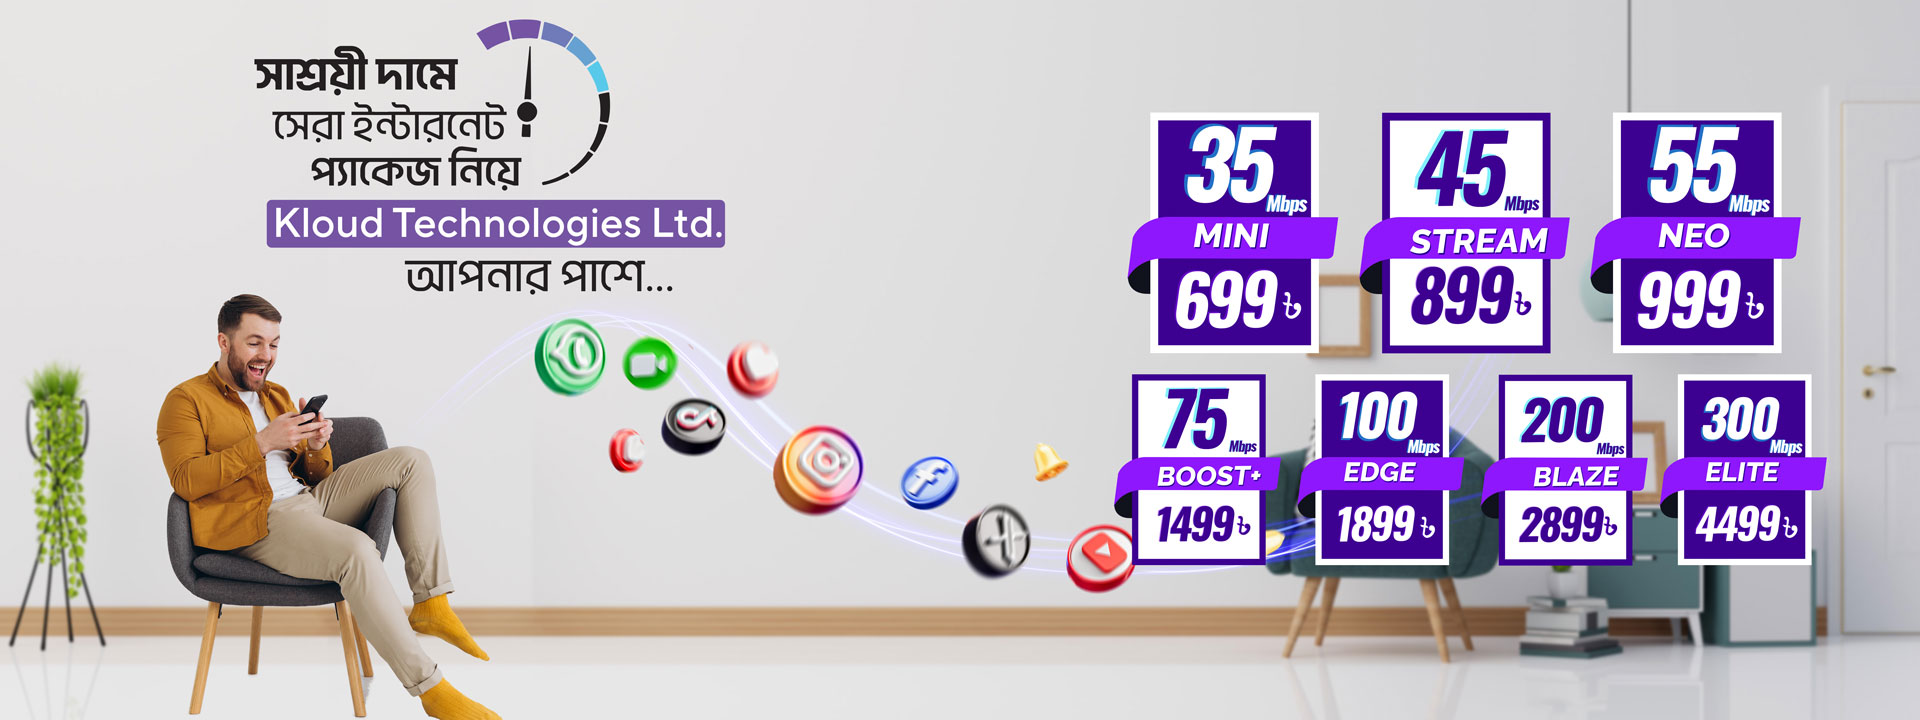 সাশ্রয়ী দামে
সেরা ইন্টারনেট
প্যাকেজ নিয়ে
Kloud Technologies Ltd.
আপনার পাশে...
35 Mbps
MINI
699৳
45 Mbps
STREAM
899৳
55 Mbps
NEO
999৳
75 Mbps
BOOST+
1499৳
100 Mbps
EDGE
1899৳
200 Mbps
BLAZE
2899৳
300 Mbps
ELITE
4499৳